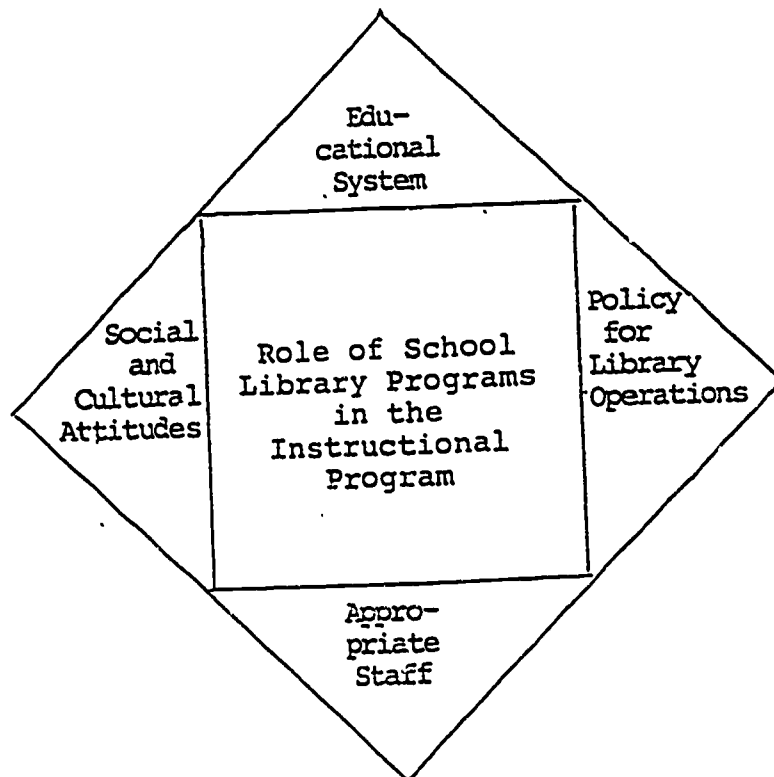 Edu-
cational
System
Social
and
Cultural
Attitudes
Role of School
Library Programs
in the
Instructional
Program
Policy
for
Library
Operations
Appro-
priate
Staff